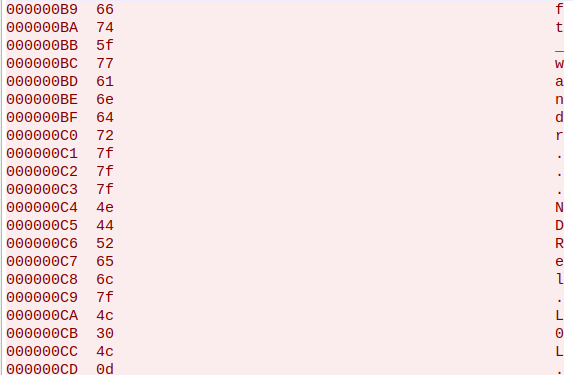 000000B9 66 f
000000BA 74 t
000000BB 5f _
000000BC 77 w
000000BD 61 a
000000BE 6e n
000000BF 64 d
000000C0 72 r
000000C1 7f .
000000C2 7f .
000000C3 7f .
000000C4 4e N
000000C5 44 D
000000C6 52 R
000000C7 65 e
000000C8 6c l
000000C9 7f .
000000CA 4c L
000000CB 30 0
000000CC 4c L
000000CD 0d .